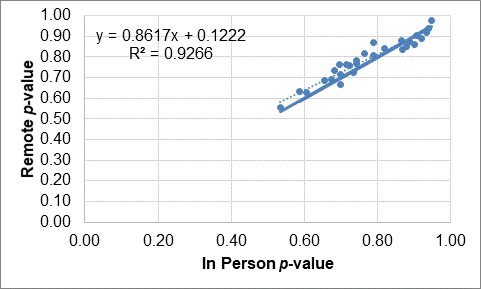 1.00
y = 0.8617x + 0.1222
R² = 0.9266
0.90
0.80
0.70
0.60
0.50
0.40
0.30
0.20
0.10
0.00
Remote p-value
0.00 0.20 0.40 0.60 0.80 1.00
In Person p-value